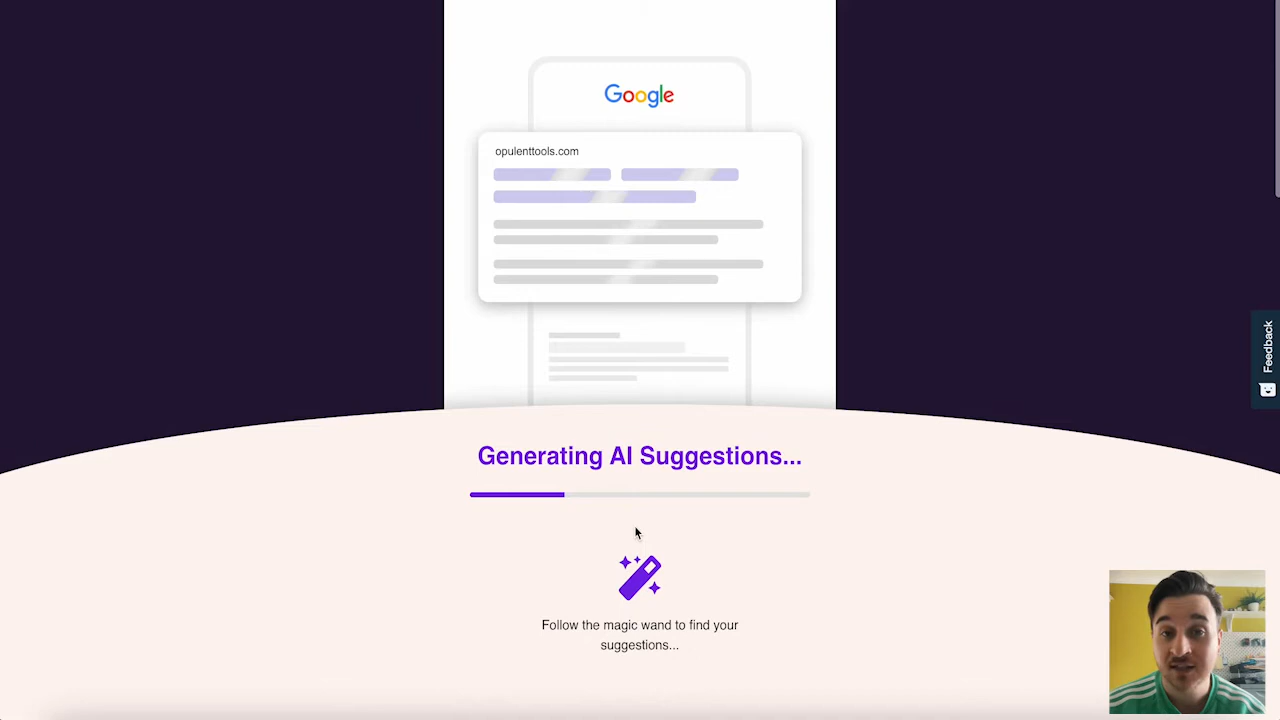 Google
opulenttools.com
Feedback
Generating AI Suggestions...
Follow the magic wand to find your
suggestions...